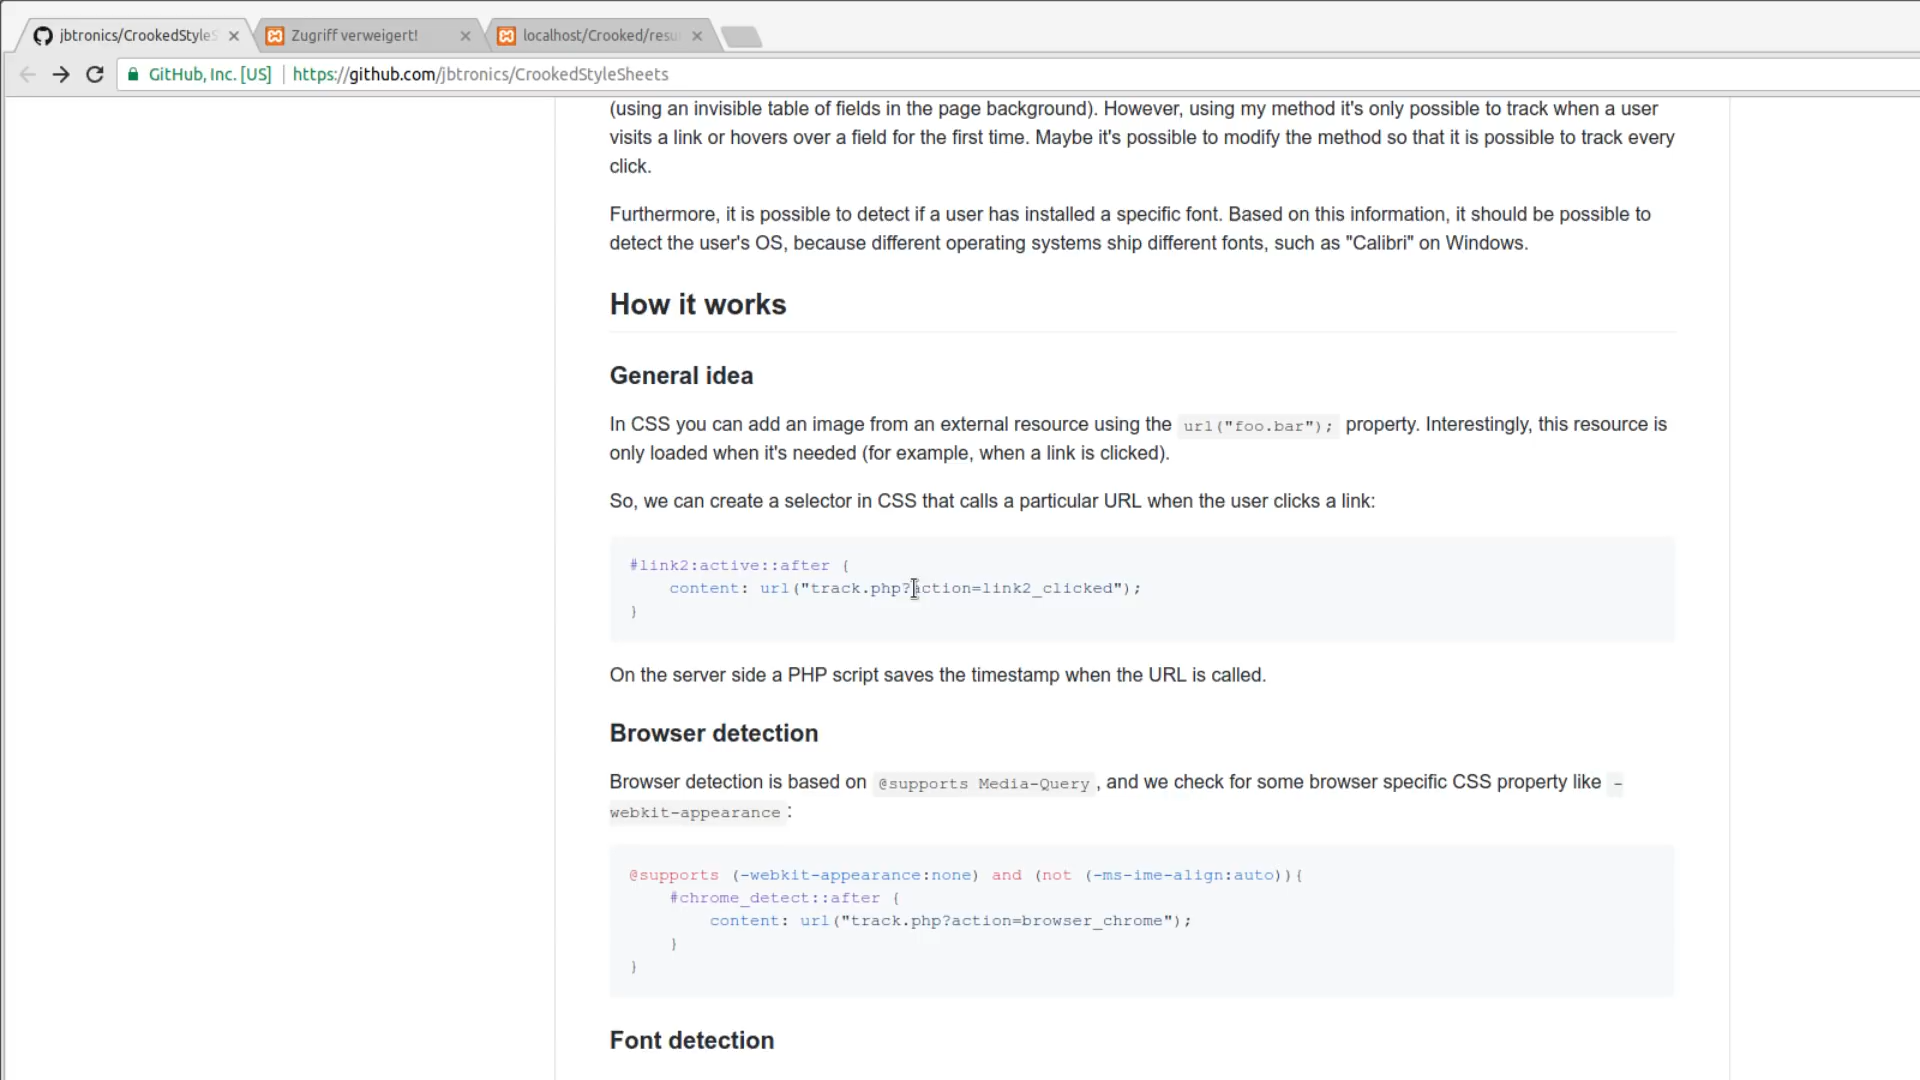 jbtronics/CrookedStyleS
Zugriff verweigert!
localhost/Crooked/resu
GitHub, Inc. [US] | https://github.com/jbtronics/CrookedStyleSheets
(using an invisible table of fields in the page background). However, using my method it's only possible to track when a user
visits a link or hovers over a field for the first time. Maybe it's possible to modify the method so that it is possible to track every
click.
Furthermore, it is possible to detect if a user has installed a specific font. Based on this information, it should be possible to
detect the user's OS, because different operating systems ship different fonts, such as "Calibri" on Windows.
How it works
General idea
In CSS you can add an image from an external resource using the url("foo.bar"); property. Interestingly, this resource is
only loaded when it's needed (for example, when a link is clicked).
So, we can create a selector in CSS that calls a particular URL when the user clicks a link:
#link2:active::after {
content: url("track.php?action=link2_clicked");
}
On the server side a PHP script saves the timestamp when the URL is called.
Browser detection
Browser detection is based on @supports Media-Query, and we check for some browser specific CSS property like -
webkit-appearance:
@supports (-webkit-appearance:none) and (not (-ms-ime-align:auto)){
#chrome_detect::after {
content: url("track.php?action=browser_chrome");
}
}
Font detection